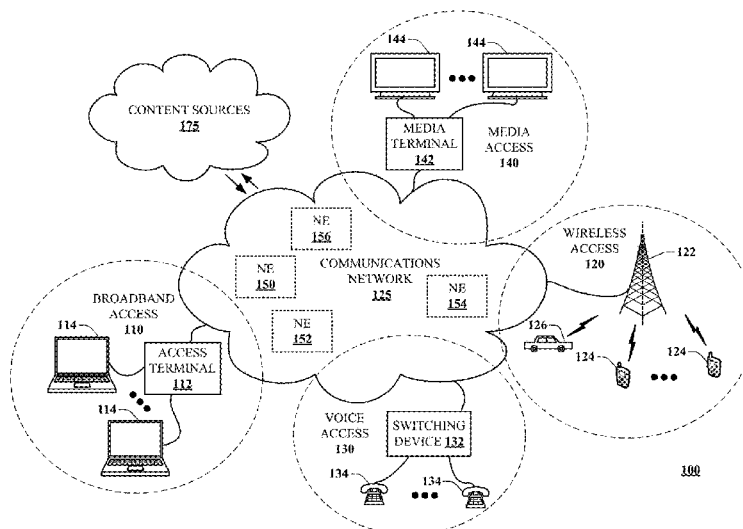 144
144
CONTENT SOURCES
175
MEDIA
TERMINAL
142
MEDIA
ACCESS
140
NE
156
WIRELESS
ACCESS
120
122
COMMUNICATIONS
NETWORK
125
NE
150
NE
154
BROADBAND
ACCESS
110
114
NE
152
126
ACCESS
TERMINAL
112
124
124
114
VOICE
ACCESS
130
SWITCHING
DEVICE 132
134
134
100